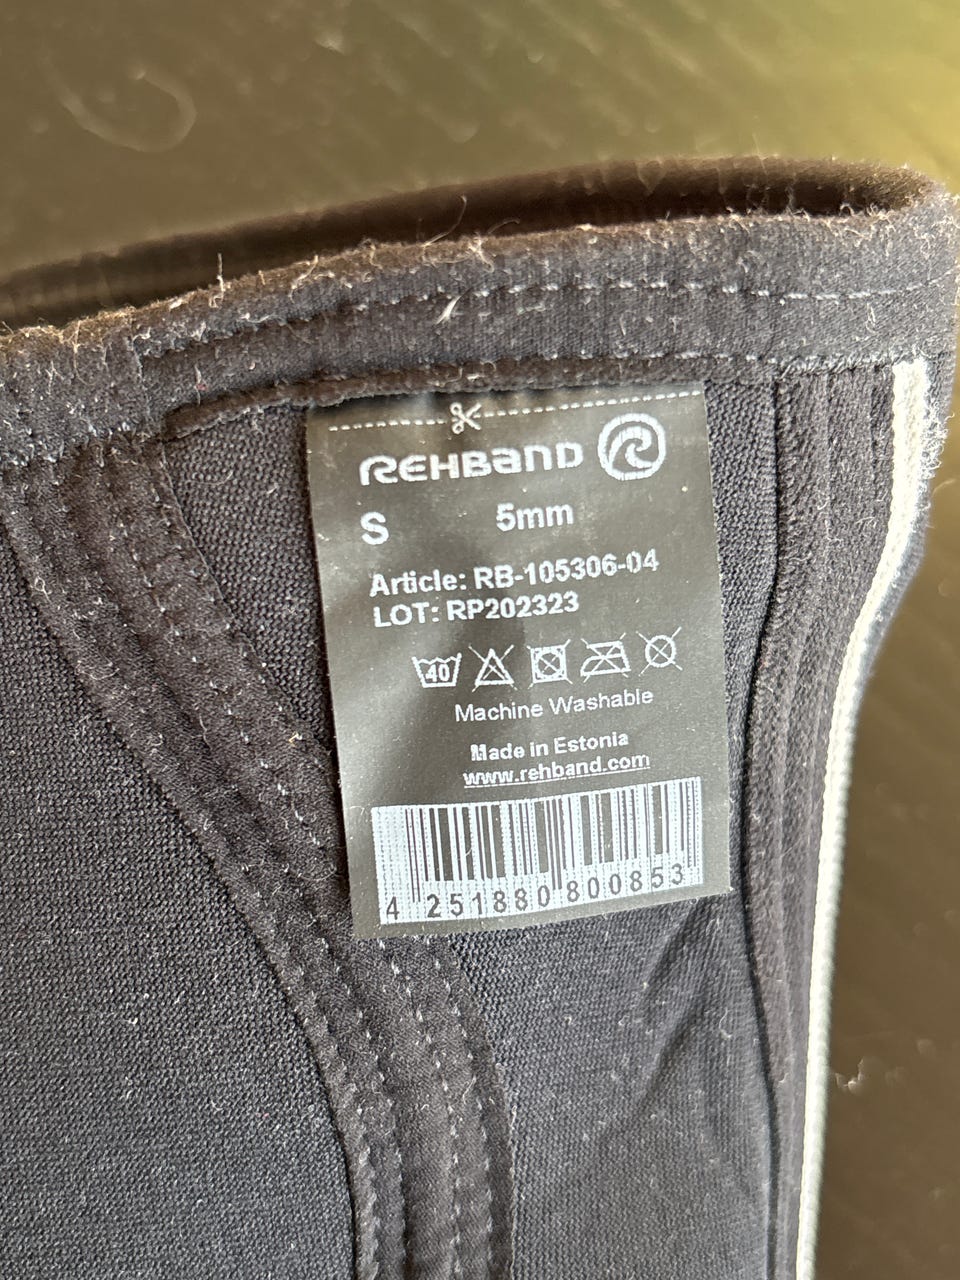 REHBAND
S 5mm
Article: RB-105306-04
LOT: RP202323
40
Machine Washable
Made in Estonia
www.rehband.com
4 251880 800853